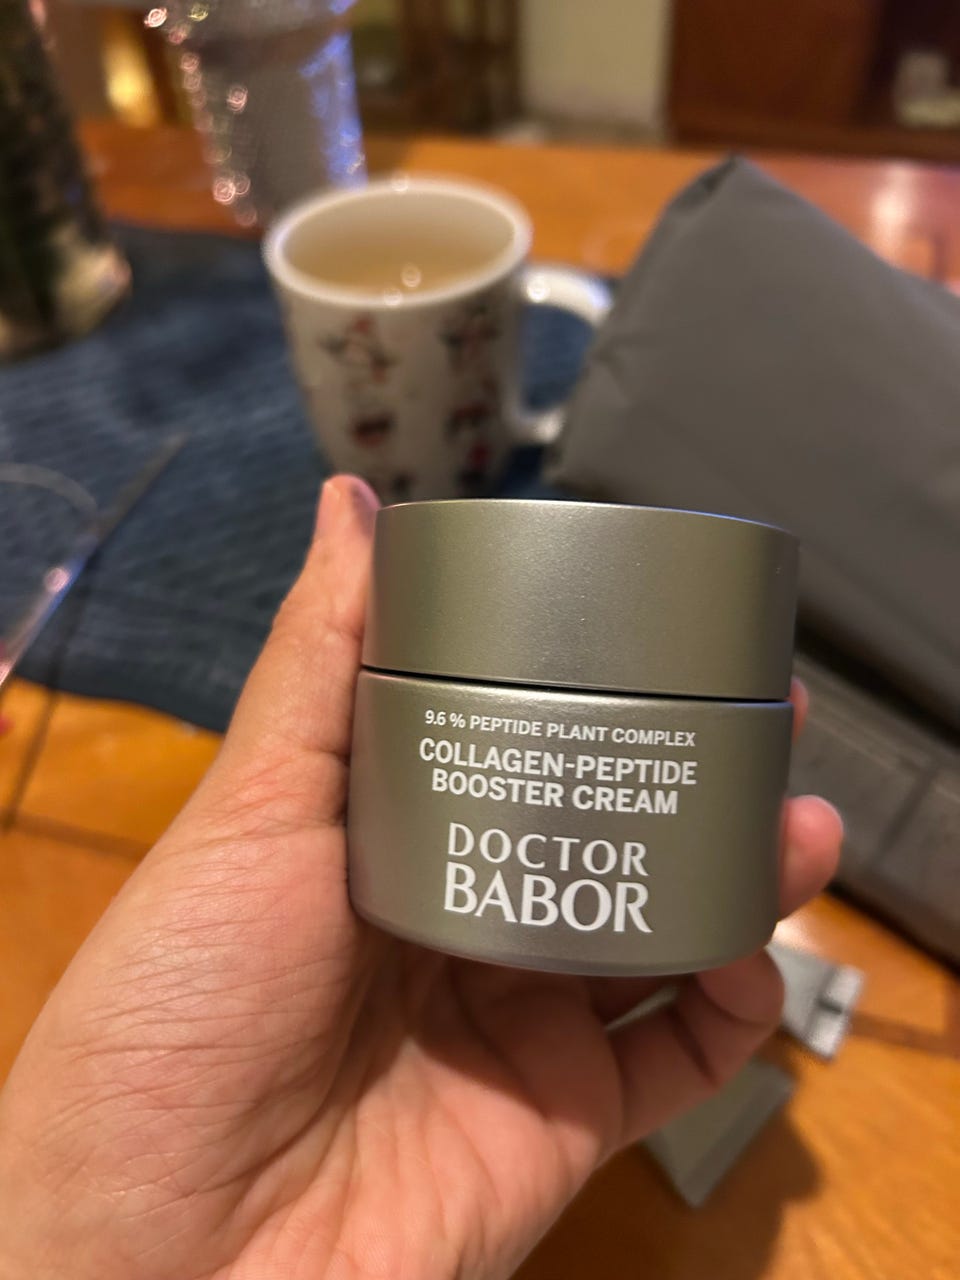 9.6 % PEPTIDE PLANT COMPLEX
COLLAGEN-PEPTIDE
BOOSTER CREAM
DOCTOR
BABOR